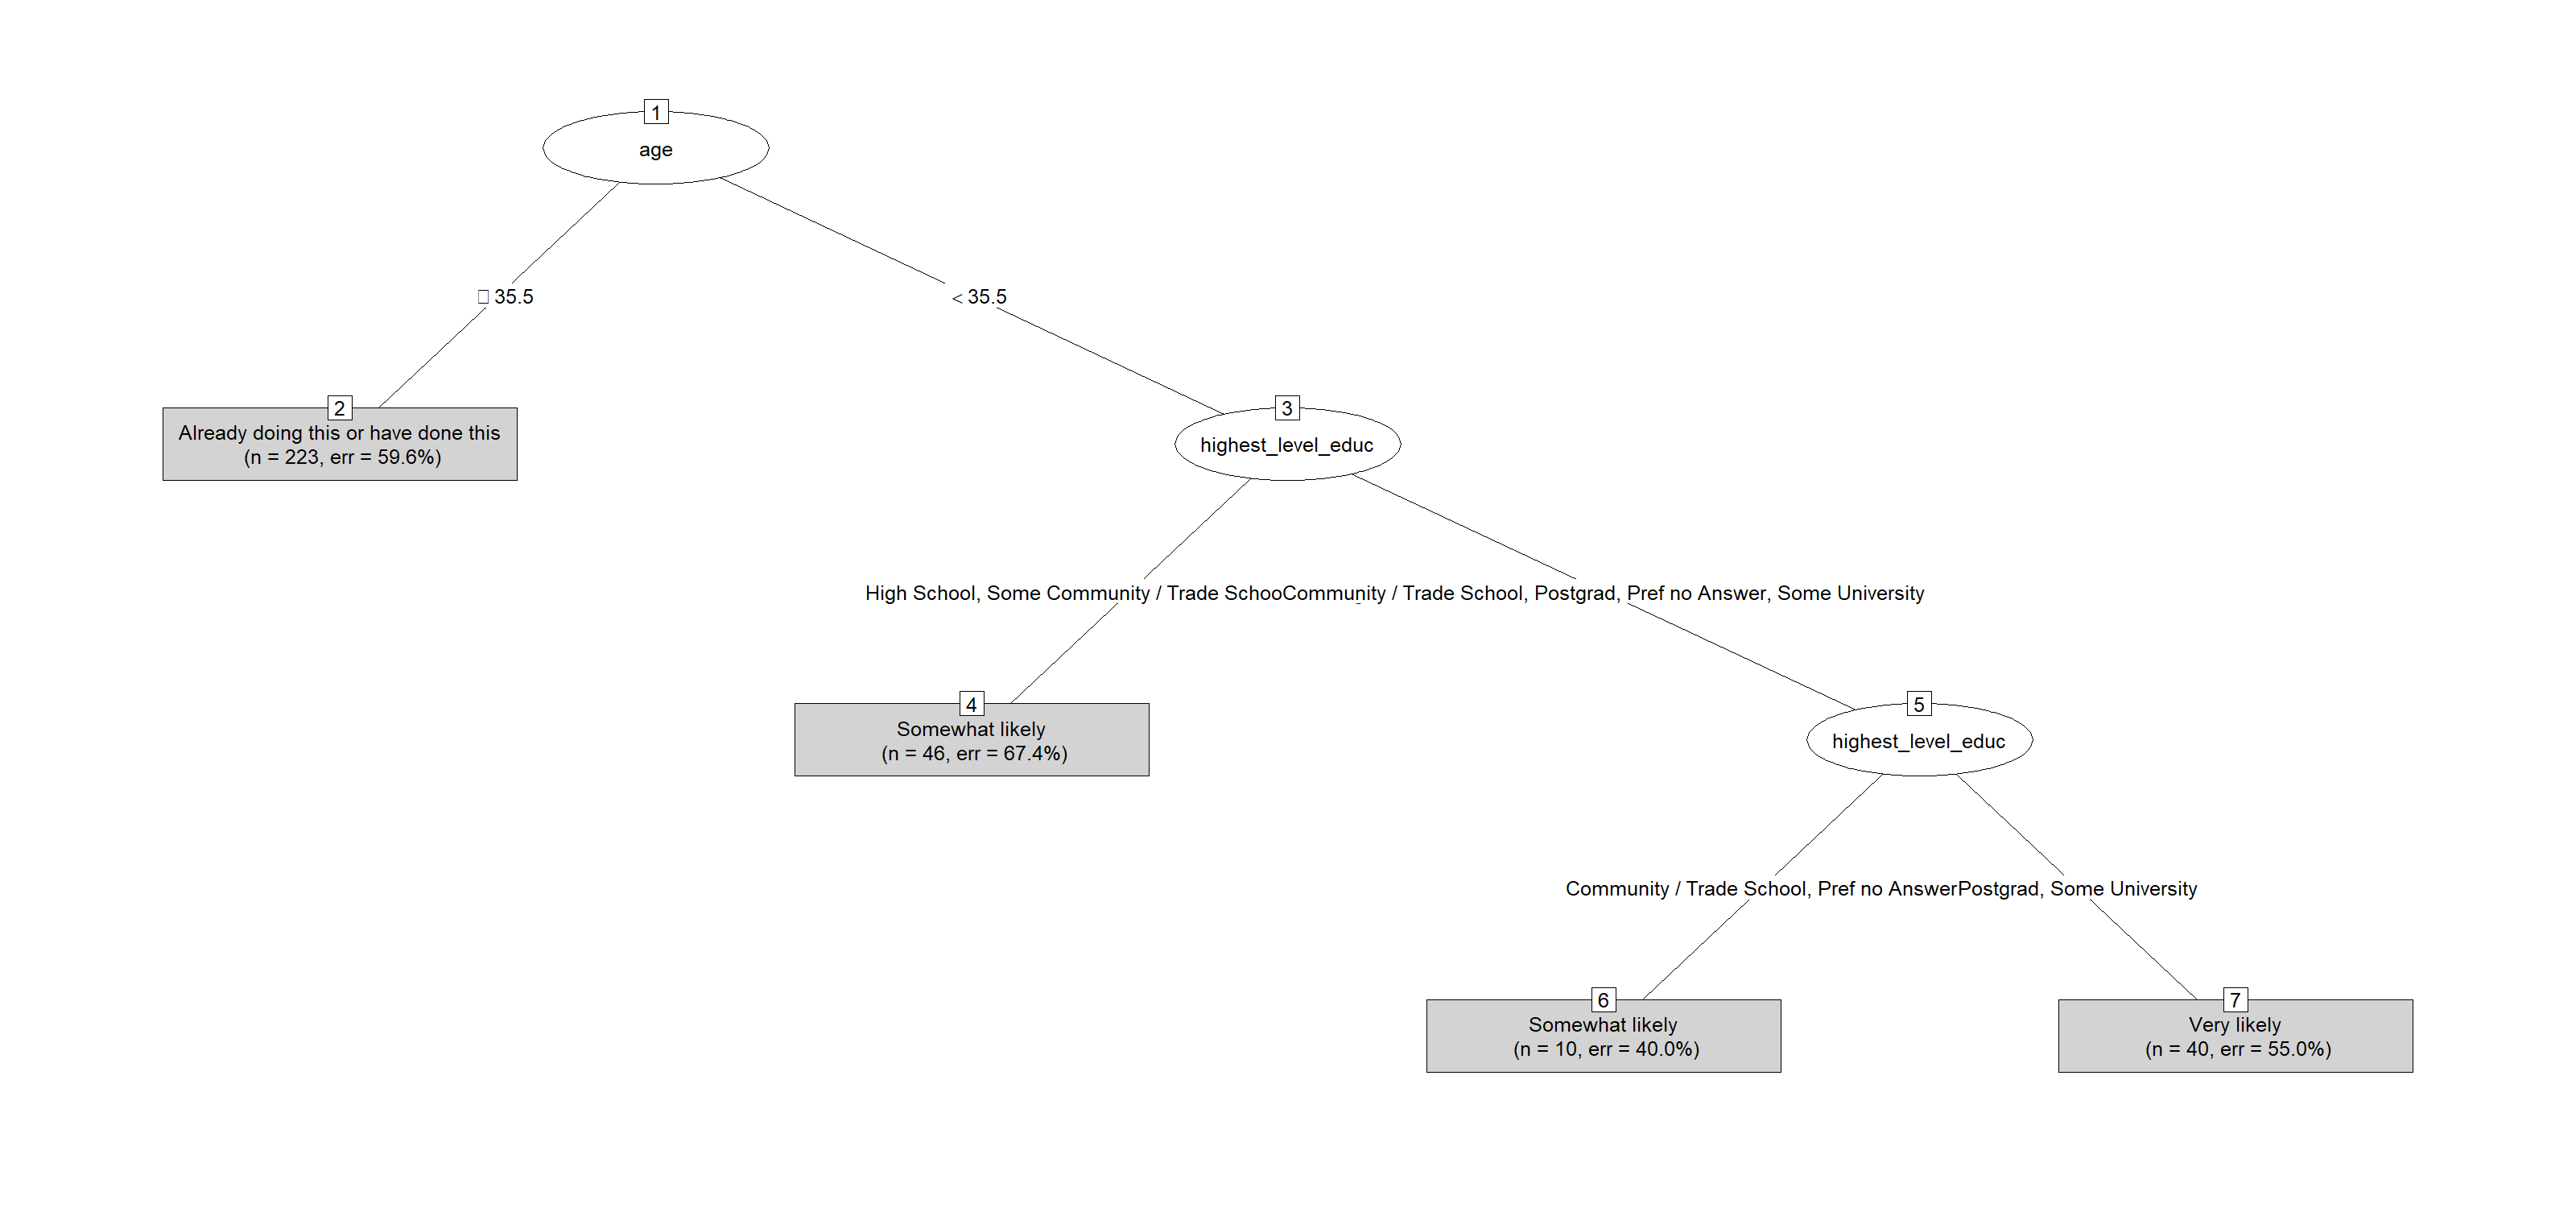 1
age
35.5
< 35.5
2
Already doing this or have done this
(n = 223, err = 59.6%)
3
highest_level_educ
High School, Some Community / Trade SchooCommunity / Trade School, Postgrad, Pref no Answer, Some University
4
Somewhat likely
(n = 46, err = 67.4%)
5
highest_level_educ
Community / Trade School, Pref no AnswerPostgrad, Some University
6
Somewhat likely
(n = 10, err = 40.0%)
7
Very likely
(n = 40, err = 55.0%)